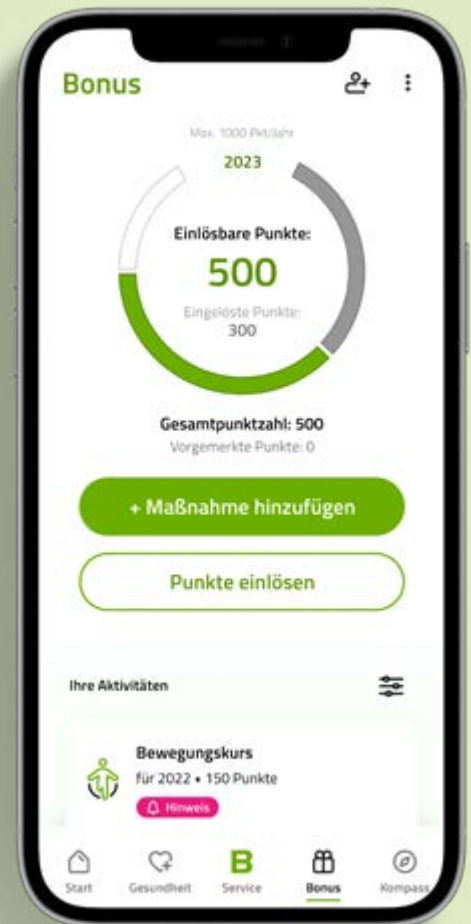 Bonus
Max. 1000 Pkt/Jahr
2023
Einlösbare Punkte:
500
Eingelöste Punkte:
300
Gesamtpunktzahl: 500
Vorgemerkte Punkte: 0
+ Maßnahme hinzufügen
Punkte einlösen
Ihre Aktivitäten
Bewegungskurs
für 2022 • 150 Punkte
Hinweis
B
Start Gesundheit Service Bonus Kompass